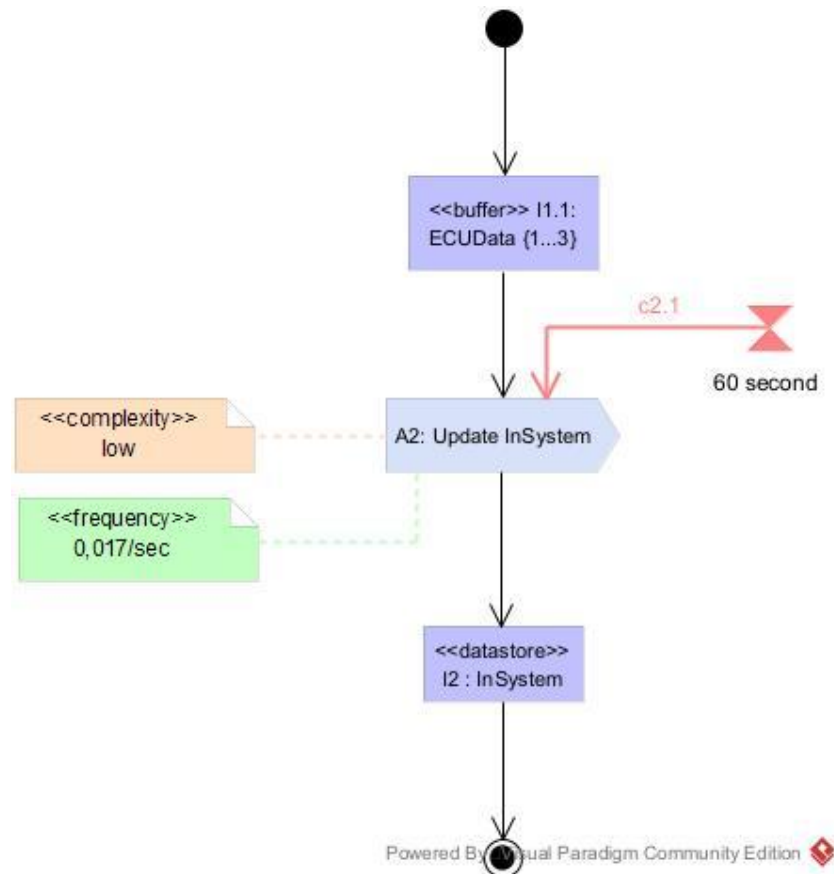 <<buffer>> I1.1:
ECUData {1...3}
c2.1
60 second
<<complexity>>
low
A2: Update InSystem
<<frequency>>
0,017/sec
<<datastore>>
I2 : InSystem
Powered By Visual Paradigm Community Edition